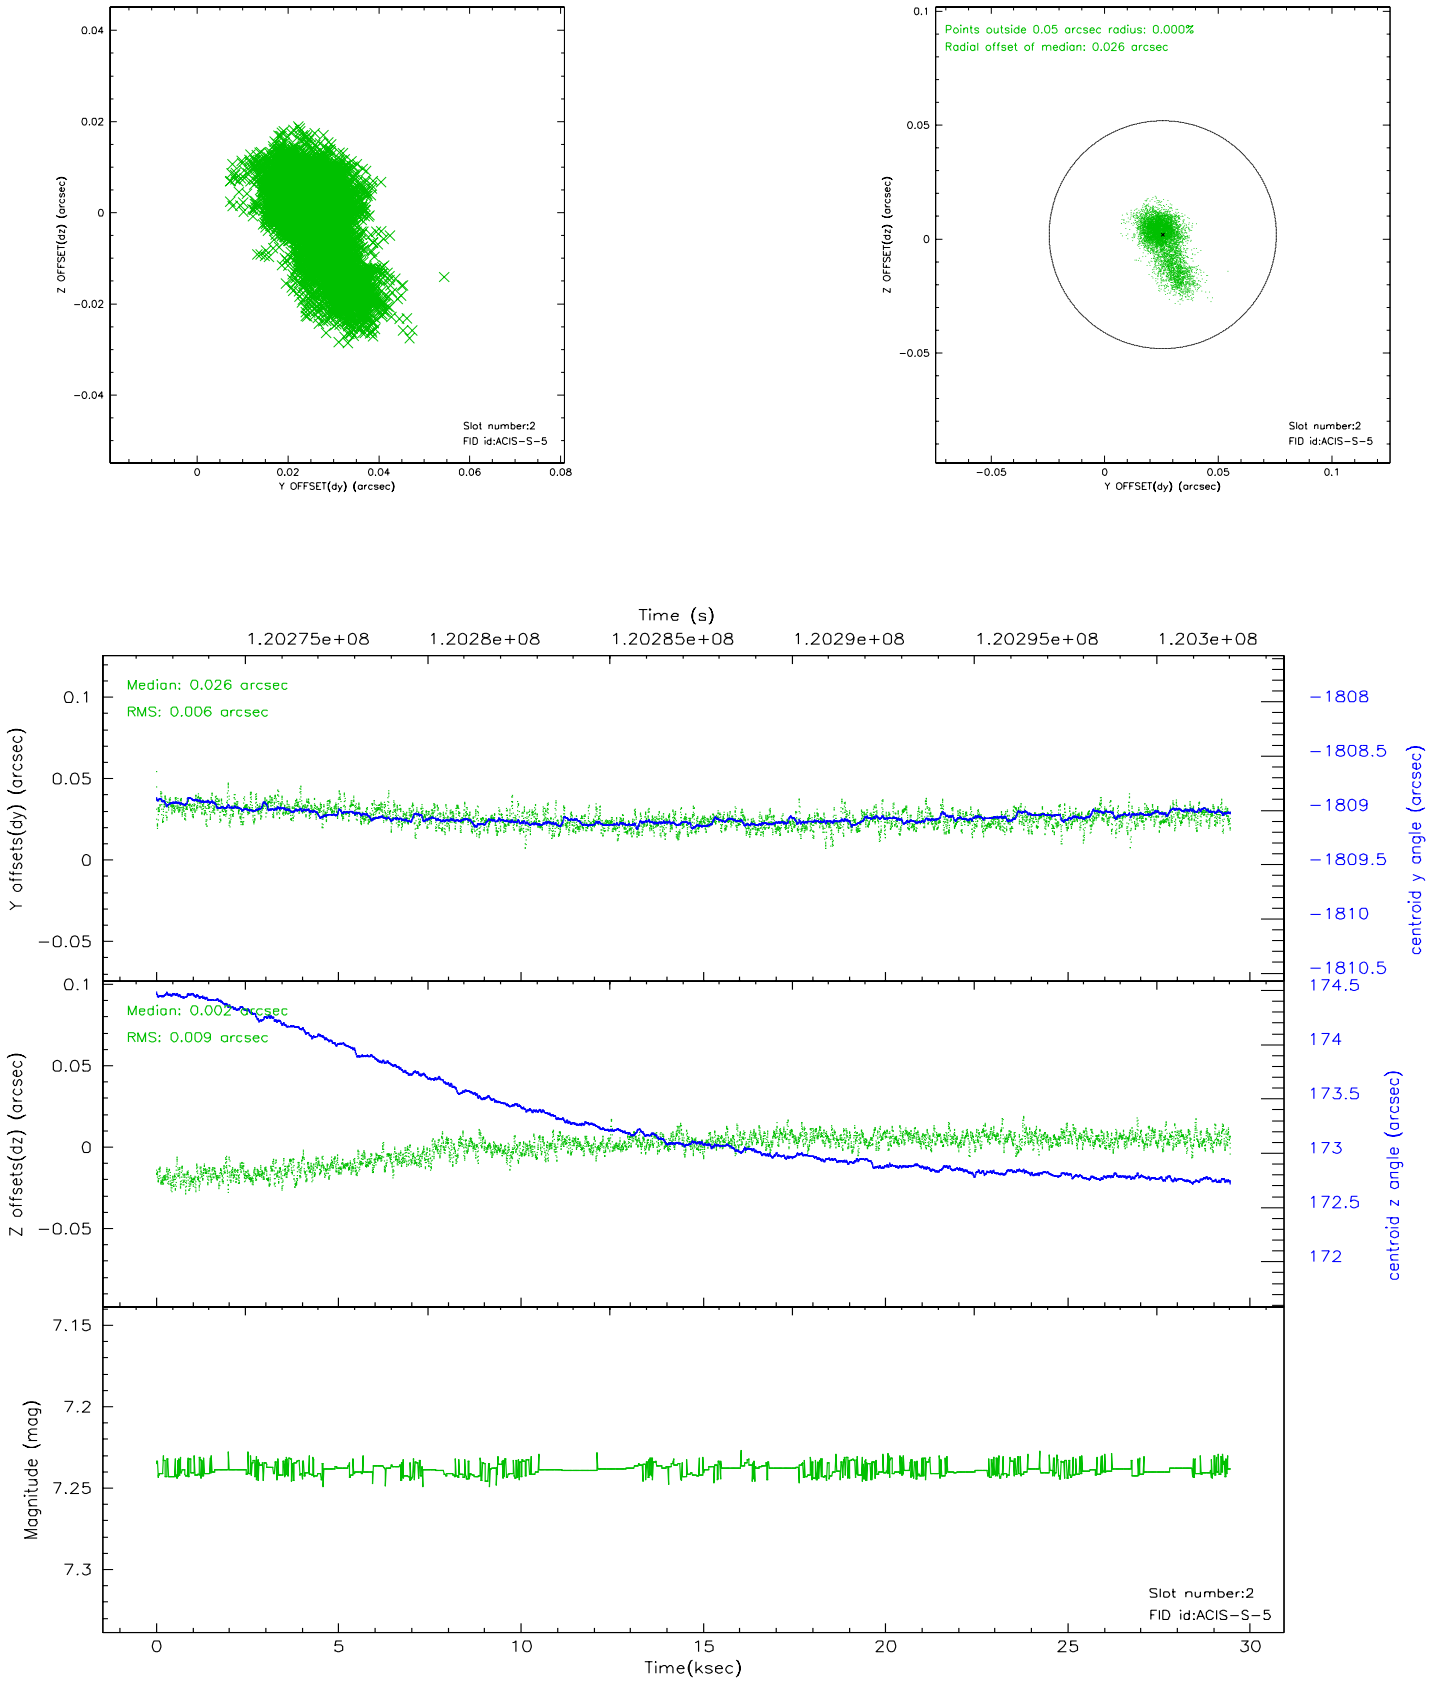 0.04
0.02
0
−0.02
−0.04
Z OFFSET(dz) (arcsec)
Slot number:2
FID id:ACIS−S−5
0
0.02
0.04
0.06
0.08
Y OFFSET(dy) (arcsec)
0.1
0.05
0
−0.05
Z OFFSET(dz) (arcsec)
Points outside 0.05 arcsec radius: 0.000%
Radial offset of median: 0.026 arcsec
Slot number:2
FID id:ACIS−S−5
−0.05
0
0.05
0.1
Y OFFSET(dy) (arcsec)
Time (s)
1.20275e+08
1.2028e+08
1.20285e+08
1.2029e+08
1.20295e+08
1.203e+08
0.1
0.05
0
−0.05
Y offsets(dy) (arcsec)
Median: 0.026 arcsec
RMS: 0.006 arcsec
−1808
−1808.5
−1809
−1809.5
−1810
−1810.5
centroid y angle (arcsec)
0.1
0.05
0
−0.05
Z offsets(dz) (arcsec)
Median: 0.002 arcsec
RMS: 0.009 arcsec
174.5
174
173.5
173
172.5
172
centroid z angle (arcsec)
7.15
7.2
7.25
7.3
Magnitude (mag)
Slot number:2
FID id:ACIS−S−5
0
5
10
15
20
25
30
Time(ksec)